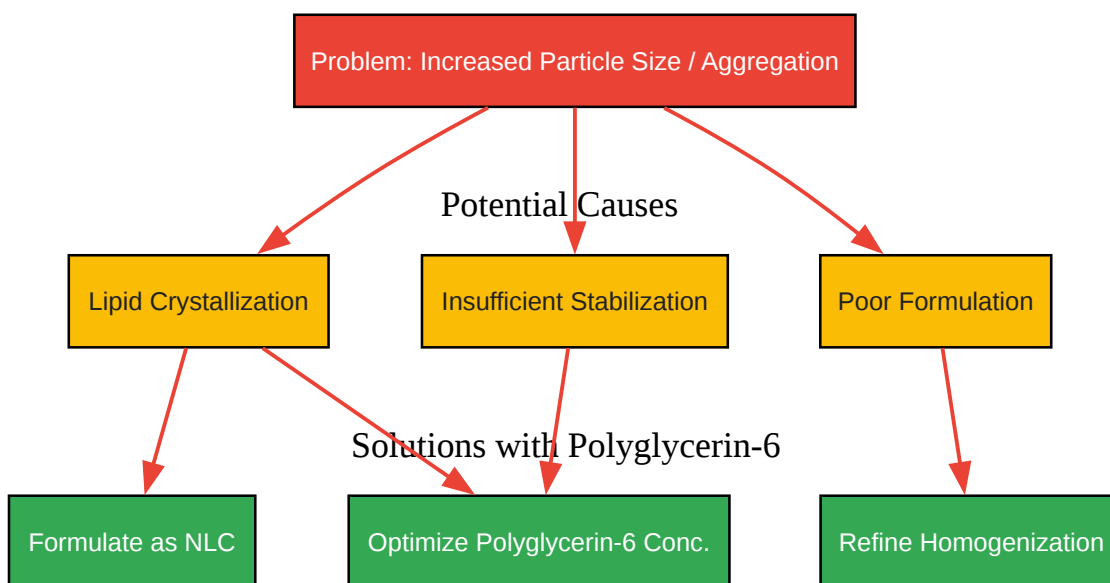 Problem: Increased Particle Size / Aggregation
Potential Causes
Lipid Crystallization
Insufficient Stabilization
Poor Formulation
Solutions with Polyglycerin-6
Formulate as NLC
Optimize Polyglycerin-6 Conc.
Refine Homogenization